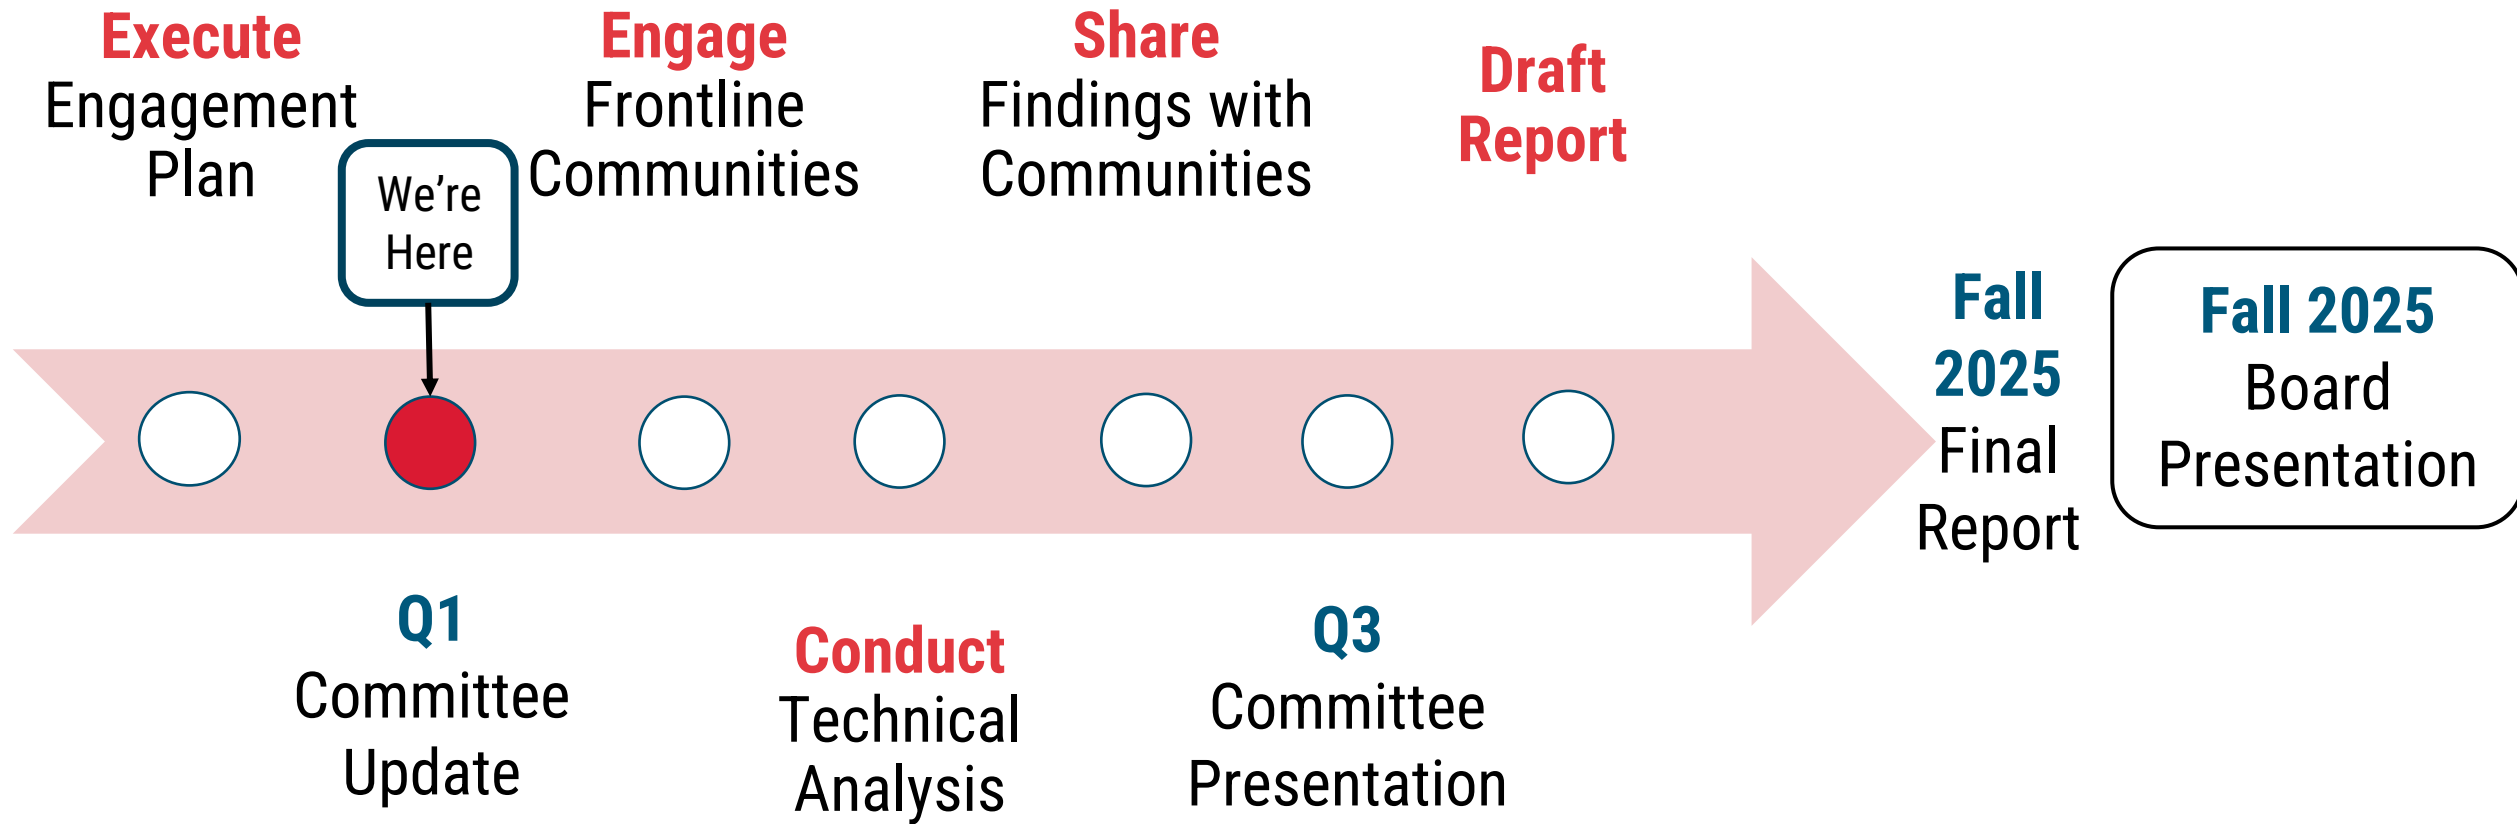 Execute
Engagement
Plan
We're
Here
Engage
Frontline
Communities
Share
Findings with
Communities
Draft
Report
Fall
2025
Final
Report
Fall 2025
Board
Presentation
Q1
Committee
Update
Conduct
Technical
Analysis
Q3
Committee
Presentation